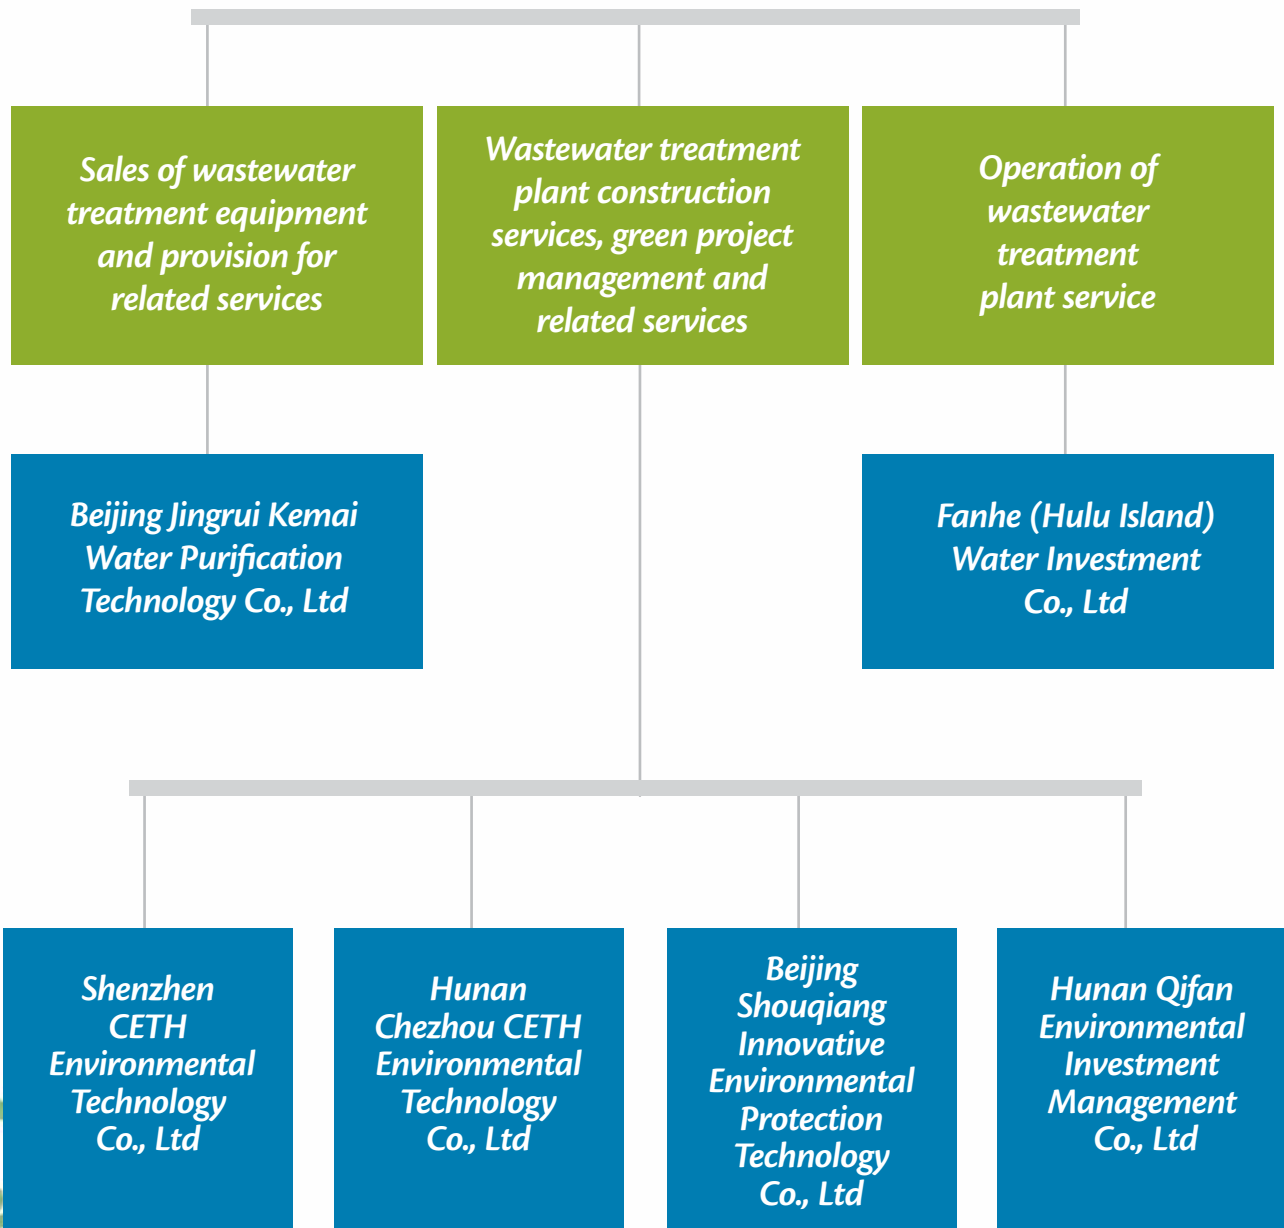 Sales of wastewater
treatment equipment
and provision for
related services
Wastewater treatment
plant construction
services, green project
management and
related services
Operation of
wastewater
treatment
plant service
Beijing Jingrui Kemai
Water Purification
Technology Co., Ltd
Fanhe (Hulu Island)
Water Investment
Co., Ltd
Shenzhen
CETH
Environmental
Technology
Co., Ltd
Hunan
Chezhou CETH
Environmental
Technology
Co., Ltd
Beijing
Shouqiang
Innovative
Environmental
Protection
Technology
Co., Ltd
Hunan Qifan
Environmental
Investment
Management
Co., Ltd